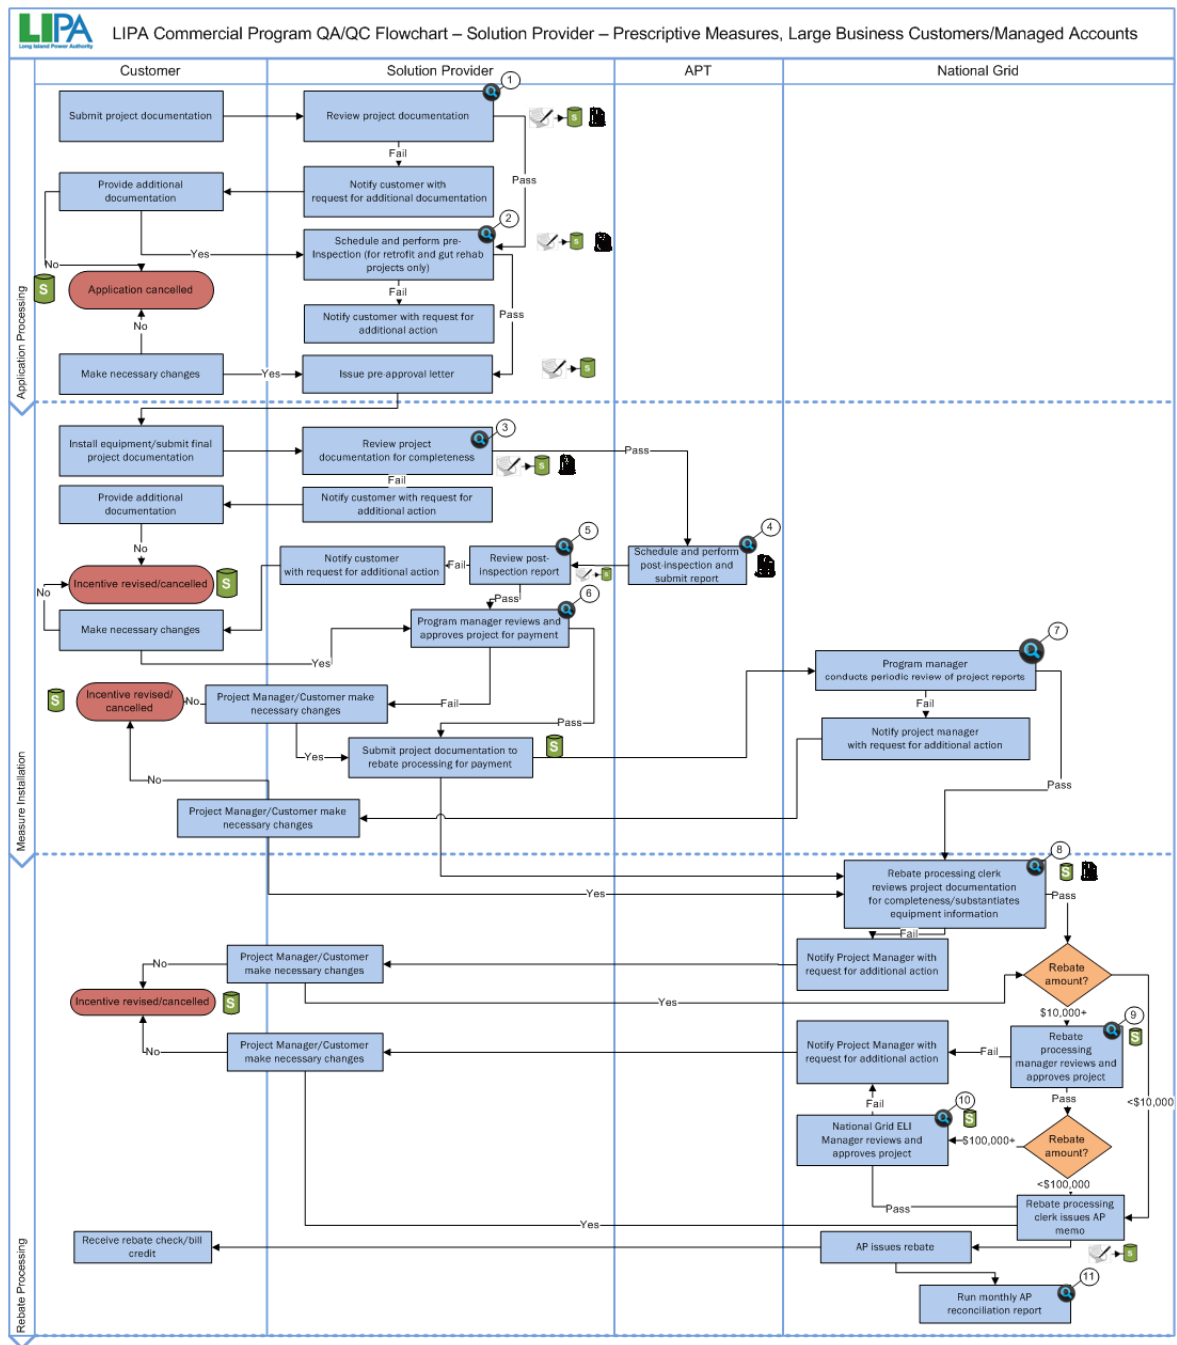 LIPA
Long Island Power Authority
LIPA Commercial Program QA/QC Flowchart – Solution Provider – Prescriptive Measures, Large Business Customers/Managed Accounts
Customer
Solution Provider
APT
National Grid
1
Submit project documentation
Review project documentation
S
Fail
Pass
Provide additional
documentation
Notify customer with
request for additional documentation
2
Schedule and perform pre-
Inspection (for retrofit and gut rehab
projects only)
S
Yes
No
S
Application cancelled
Fail
Notify customer with request for
additional action
Pass
No
Make necessary changes
Yes
Issue pre-approval letter
S
Application Processing
Install equipment/submit final
project documentation
3
Review project
documentation for completeness
S
Pass
Fail
Provide additional
documentation
Notify customer with request for
additional action
No
5
4
Notify customer
with request for additional action
Fail
Review post-
inspection report
S
Schedule and perform
post-inspection and
submit report
Incentive revised/cancelled
S
No
Pass
6
Make necessary changes
Program manager reviews and
approves project for payment
Yes
7
Program manager
conducts periodic review of project reports
S
Incentive revised/
cancelled
No
Project Manager/Customer make
necessary changes
Fail
Fail
Pass
Notify project manager
with request for additional action
Yes
Submit project documentation to
rebate processing for payment
S
No
Pass
Project Manager/Customer make
necessary changes
Measure Installation
8
Rebate processing clerk
reviews project documentation
for completeness/substantiates
equipment information
S
Yes
Pass
Fail
No
Project Manager/Customer
make necessary changes
Notify Project Manager with
request for additional action
Rebate
amount?
Incentive revised/cancelled
S
Yes
$10,000+
9
No
Project Manager/Customer
make necessary changes
Notify Project Manager with
request for additional action
Fail
Rebate
processing
manager reviews and
approves project
S
Fail
Pass
<$10,000
10
National Grid ELI
Manager reviews and
approves project
S
$100,000+
Rebate
amount?
<$100,000
Pass
Rebate processing
clerk issues AP
memo
Yes
Receive rebate check/bill
credit
AP issues rebate
S
11
Run monthly AP
reconciliation report
Rebate Processing